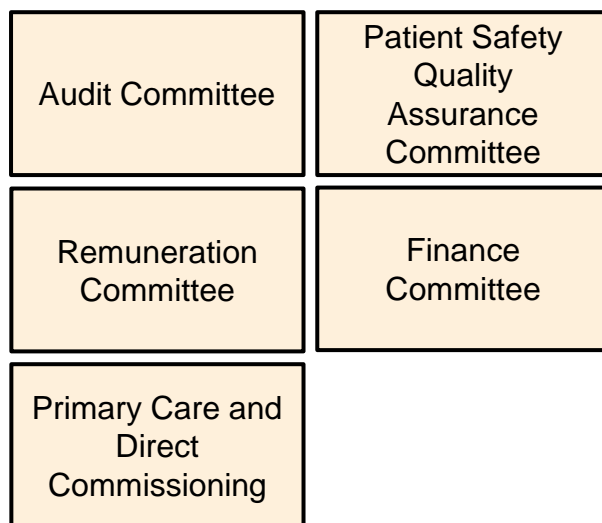 Audit Committee
Patient Safety
Quality
Assurance
Committee
Remuneration
Committee
Finance
Committee
Primary Care and
Direct
Commissioning